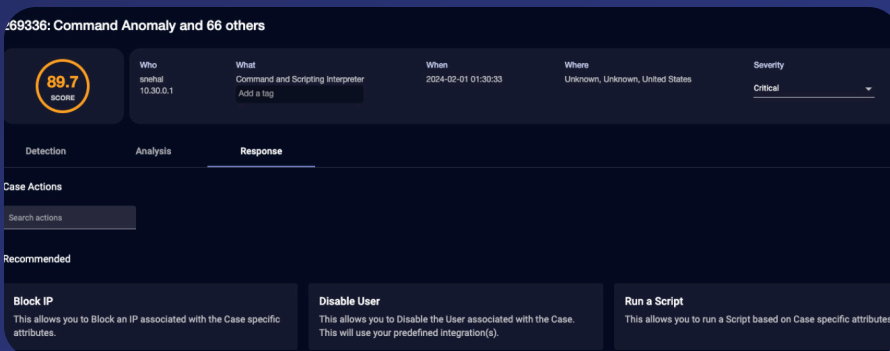 269336: Command Anomaly and 66 others
89.7
SCORE
Who
snehal
10.30.0.1
What
Command and Scripting Interpreter
Add a tag
When
2024-02-01 01:30:33
Where
Unknown, Unknown, United States
Severity
Critical
Detection
Analysis
Response
Case Actions
Search actions
Recommended
Block IP
This allows you to Block an IP associated with the Case specific
attributes.
Disable User
This allows you to Disable the User associated with the Case.
This will use your predefined integration(s).
Run a Script
This allows you to run a Script based on Case specific attributes